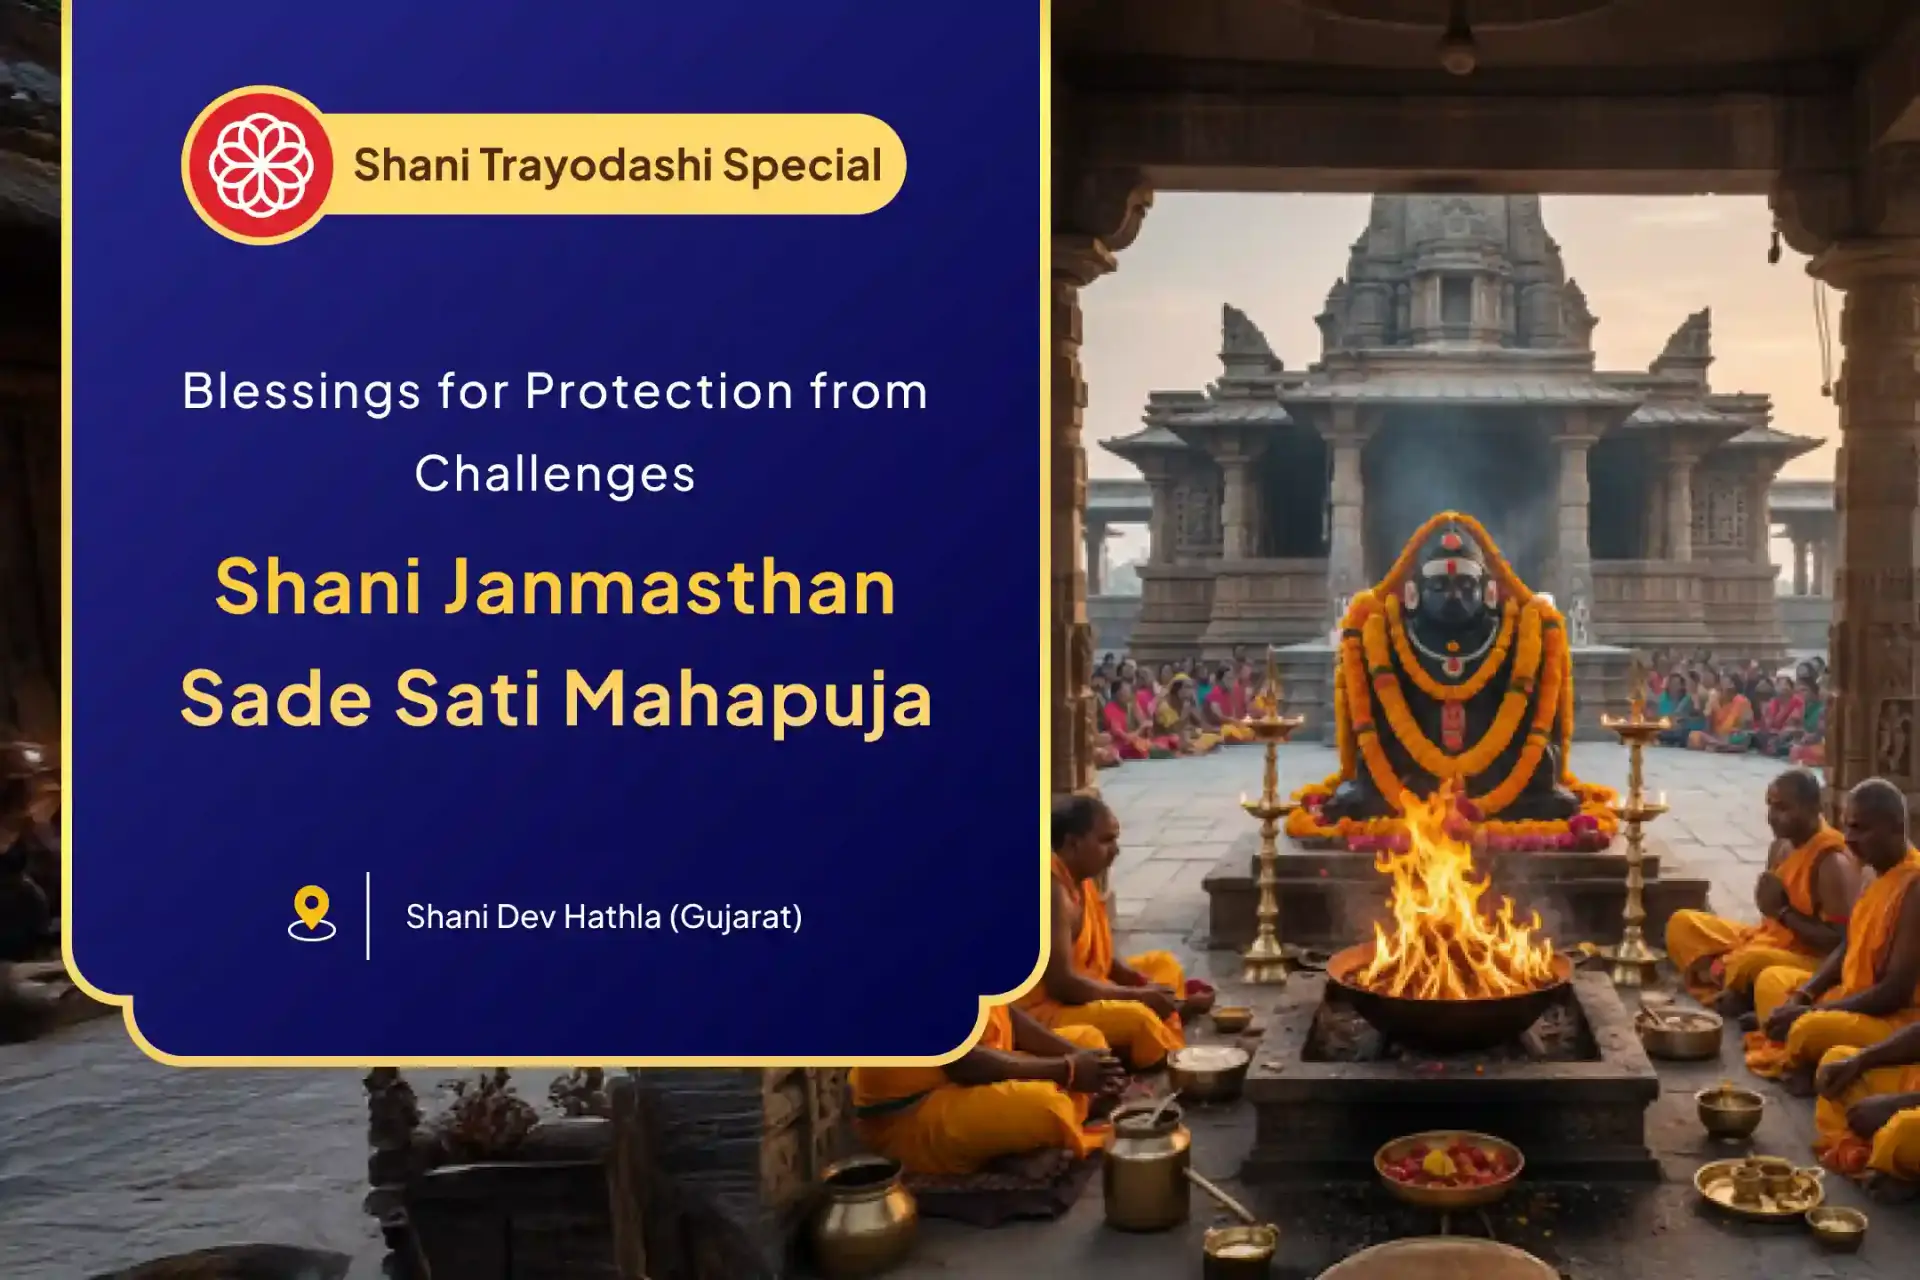 Shani Trayodashi Special
Blessings for Protection from
Challenges
Shani Janmasthan
Sade Sati Mahapuja
Shani Dev Hathla (Gujarat)